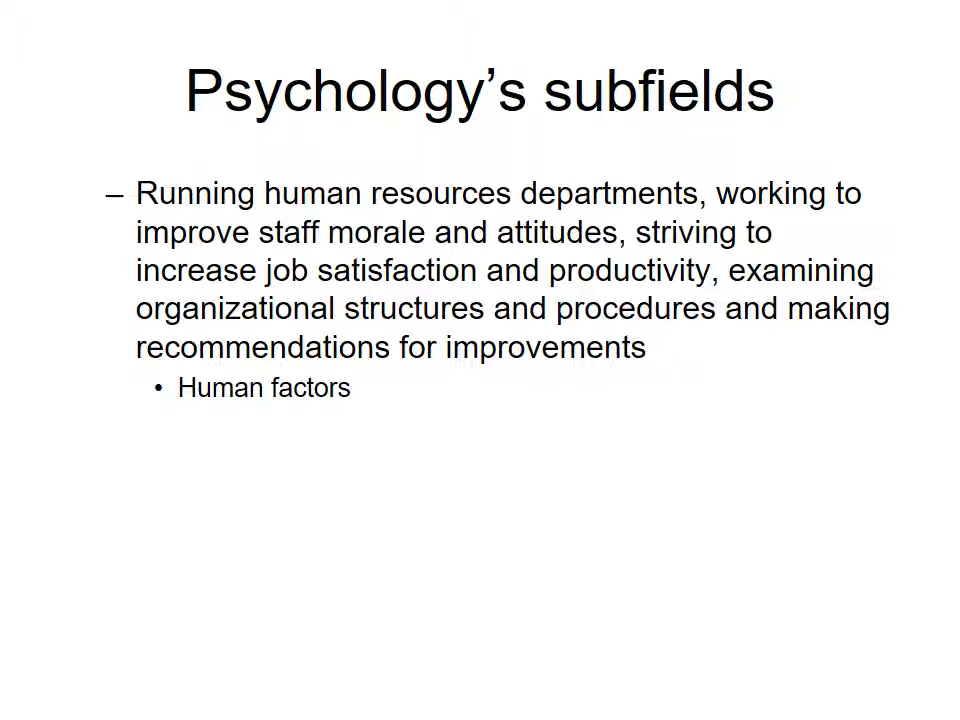 Psychology’s subfields
– Running human resources departments, working to
improve staff morale and attitudes, striving to
increase job satisfaction and productivity, examining
organizational structures and procedures and making
recommendations for improvements
• Human factors